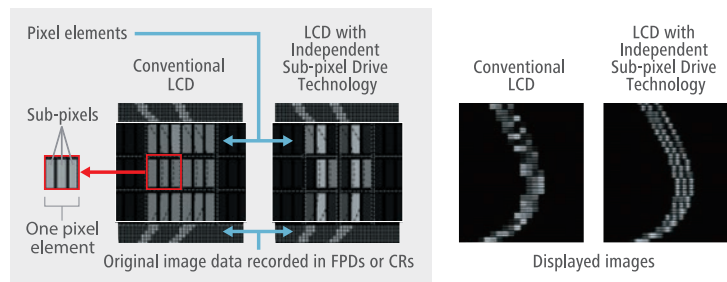 Pixel elements
Conventional
LCD
LCD with
Independent
Sub-pixel Drive
Technology
Sub-pixels
One pixel
element
Original image data recorded in FPDs or CRs
Conventional
LCD
LCD with
Independent
Sub-pixel Drive
Technology
Displayed images